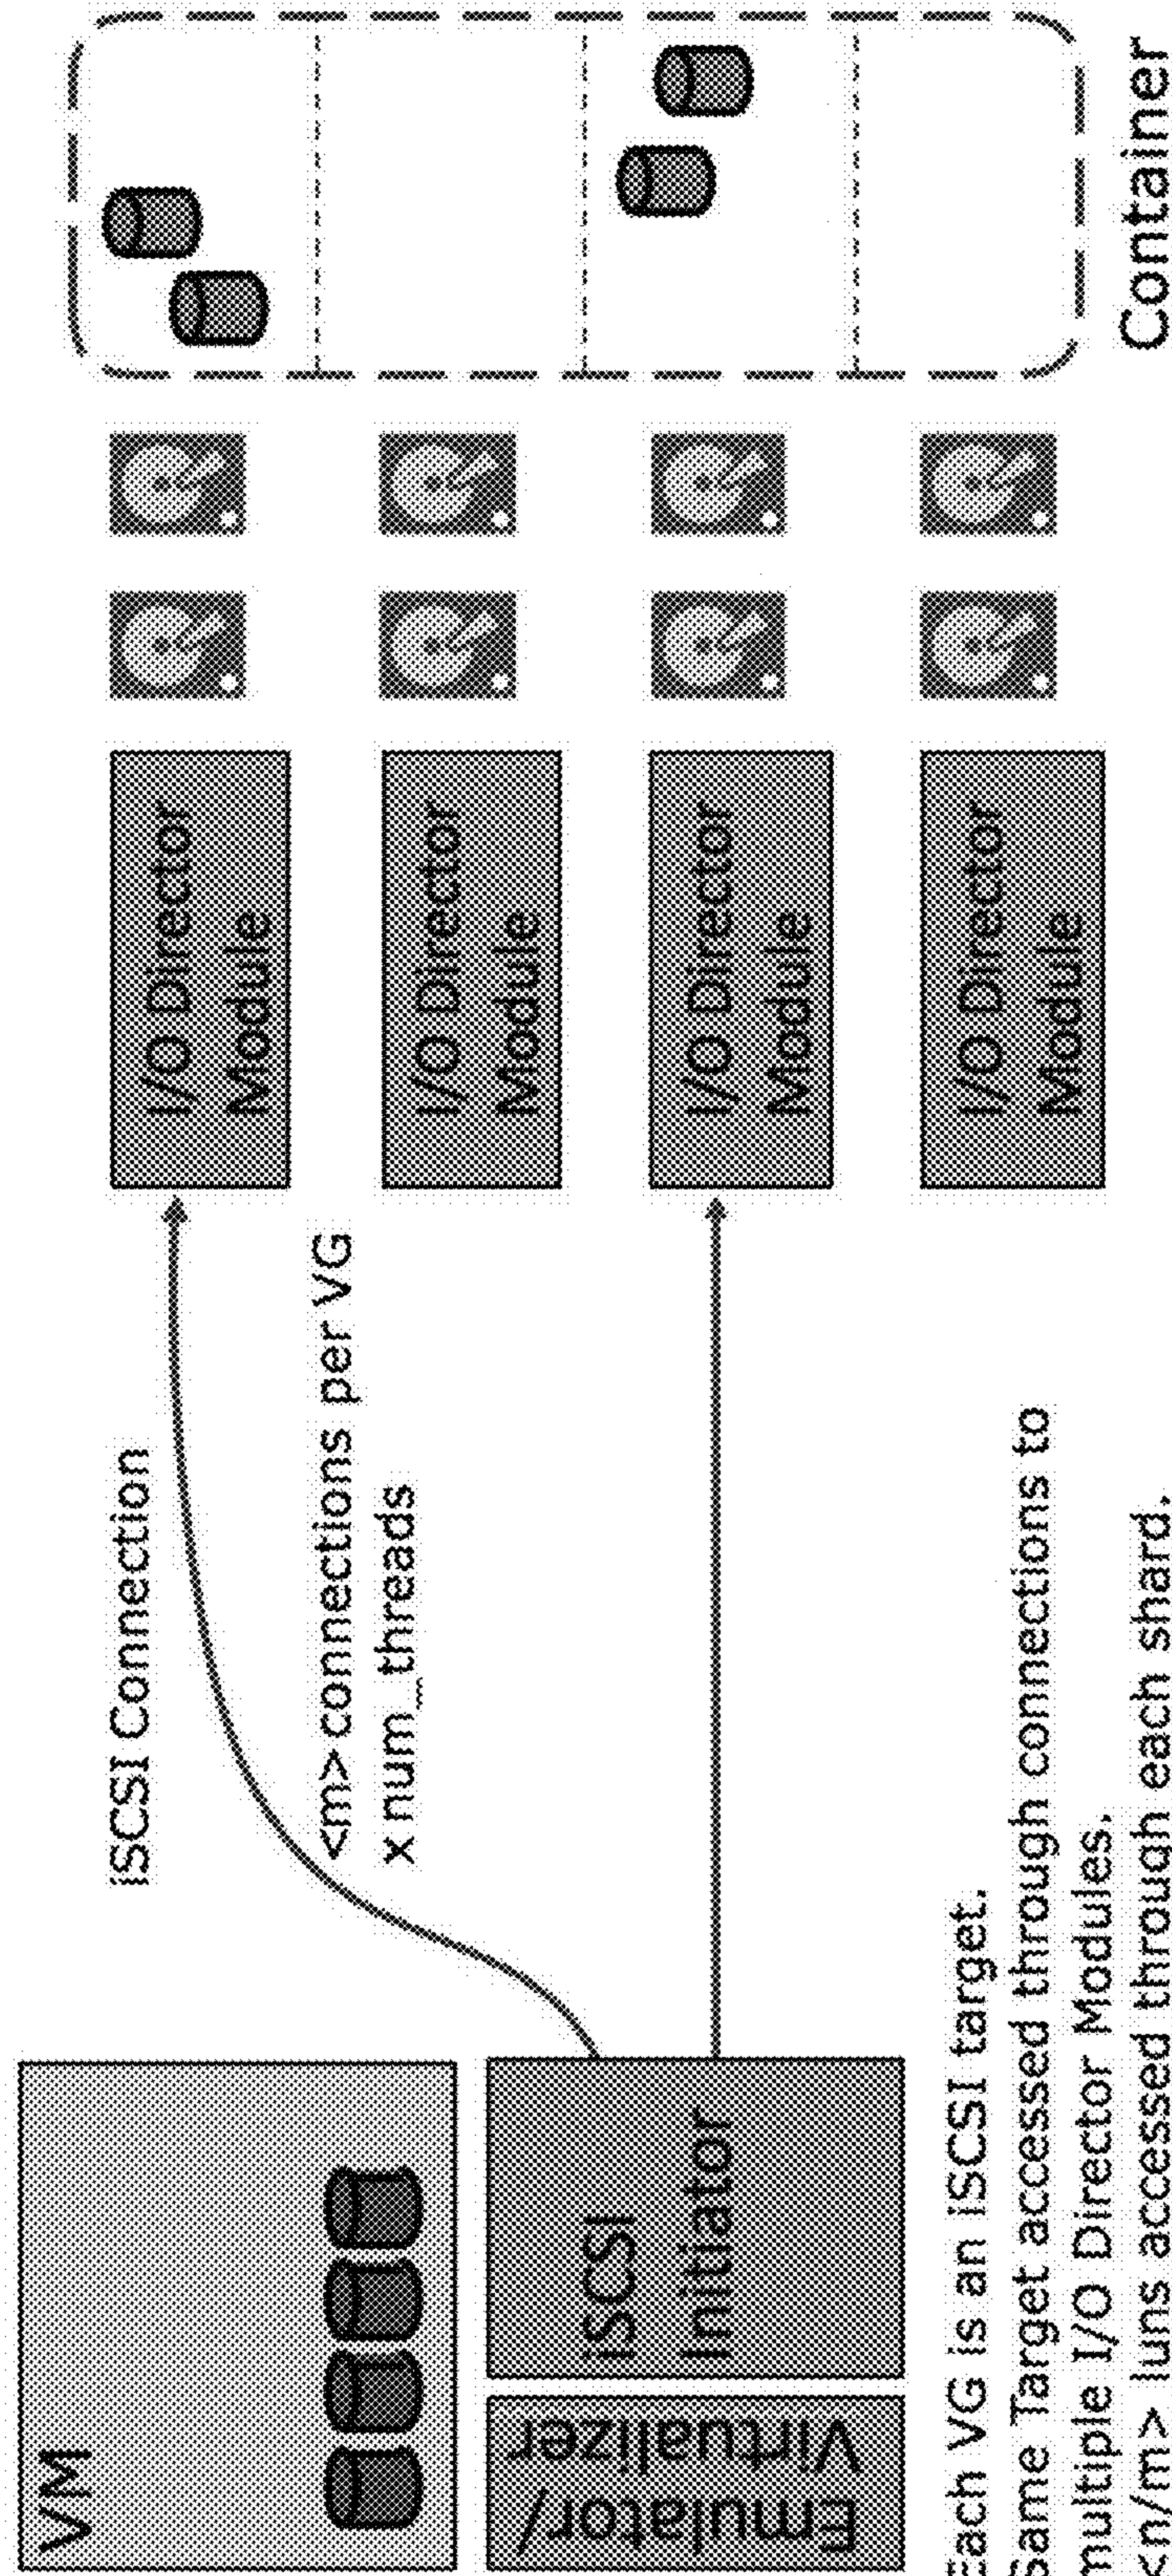 VM
Emulator/
Virtualizer
iSCSI
Initiator
iSCSI Connection
<m> connections per VG
x num_threads
I/O Director
Module
I/O Director
Module
I/O Director
Module
I/O Director
Module
Container
Each VG is an iSCSI target.
Same Target accessed through connections to
multiple I/O Director Modules.
<n/m> luns accessed through each shard.